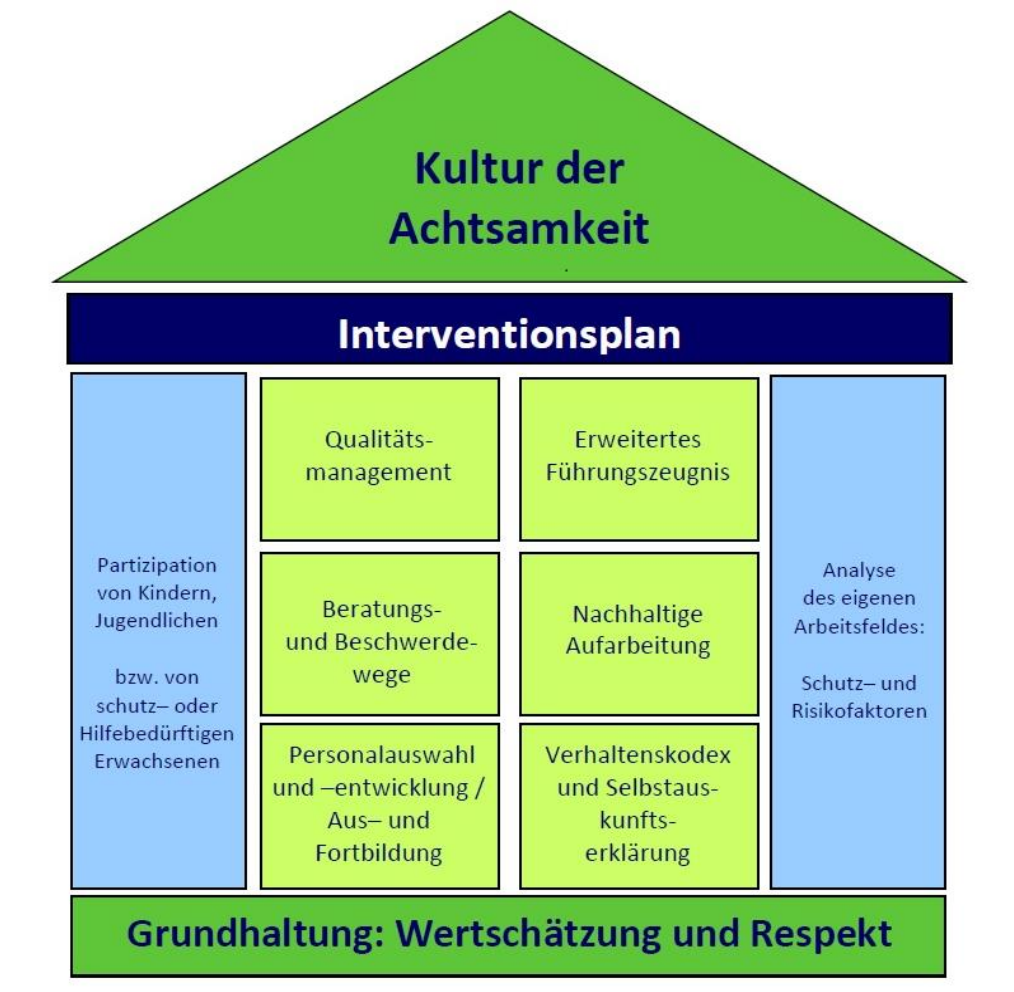 Kultur der
Achtsamkeit
Interventionsplan
Partizipation
von Kindern,
Jugendlichen
bzw. von
schutz– oder
Hilfebedürftigen
Erwachsenen
Qualitäts-
management
Erweitertes
Führungszeugnis
Beratungs-
und Beschwerde-
wege
Nachhaltige
Aufarbeitung
Personalauswahl
und –entwicklung /
Aus– und
Fortbildung
Verhaltenskodex
und Selbstaus-
kunfts-
erklärung
Analyse
des eigenen
Arbeitsfeldes:
Schutz– und
Risikofaktoren
Grundhaltung: Wertschätzung und Respekt